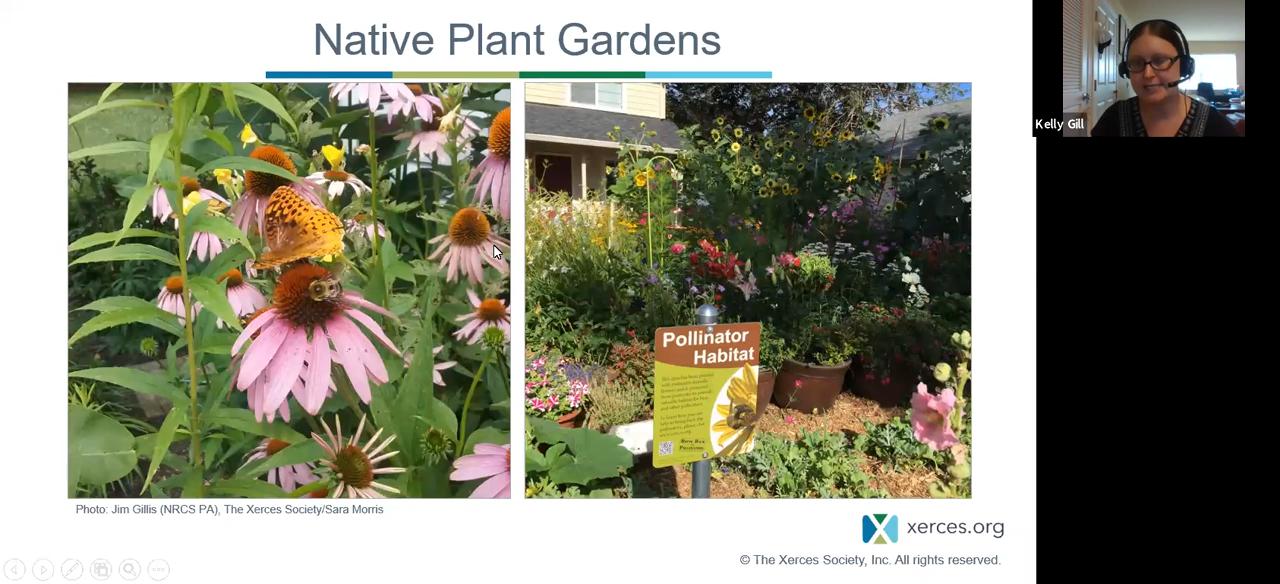 Native Plant Gardens
Kelly Gill
Pollinator
Habitat
Photo: Jim Gillis (NRCS PA), The Xerces Society/Sara Morris
xerces.org
© The Xerces Society, Inc. All rights reserved.